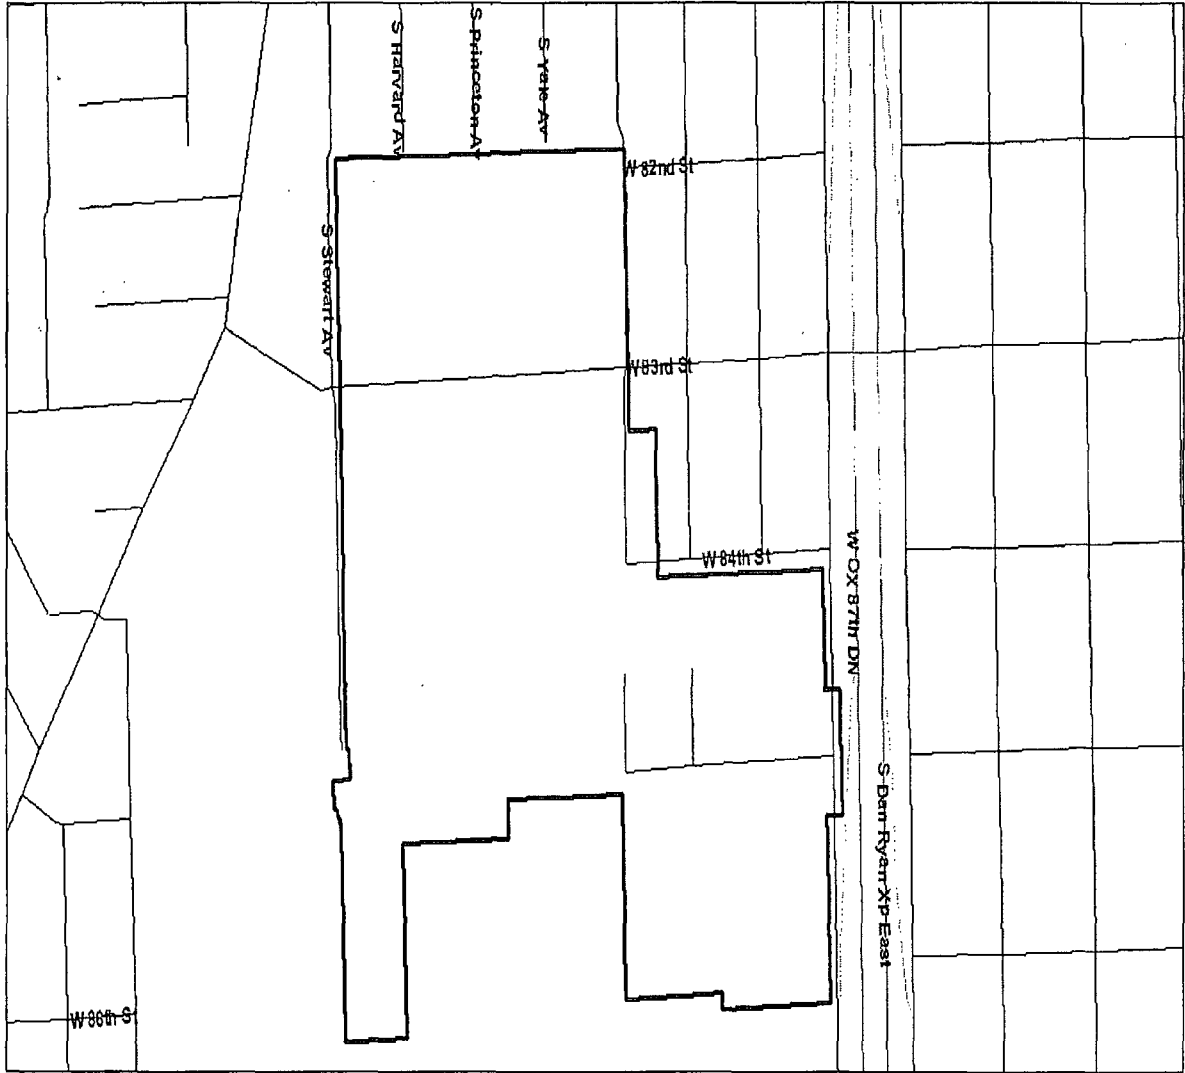 S Harvard Av
S Princeton Av
S Yale Av
W 82nd St
S Stewart Av
W 83rd St
W 84th St
W OX 87th DN
S Dan Ryan Xp East
W 86th S